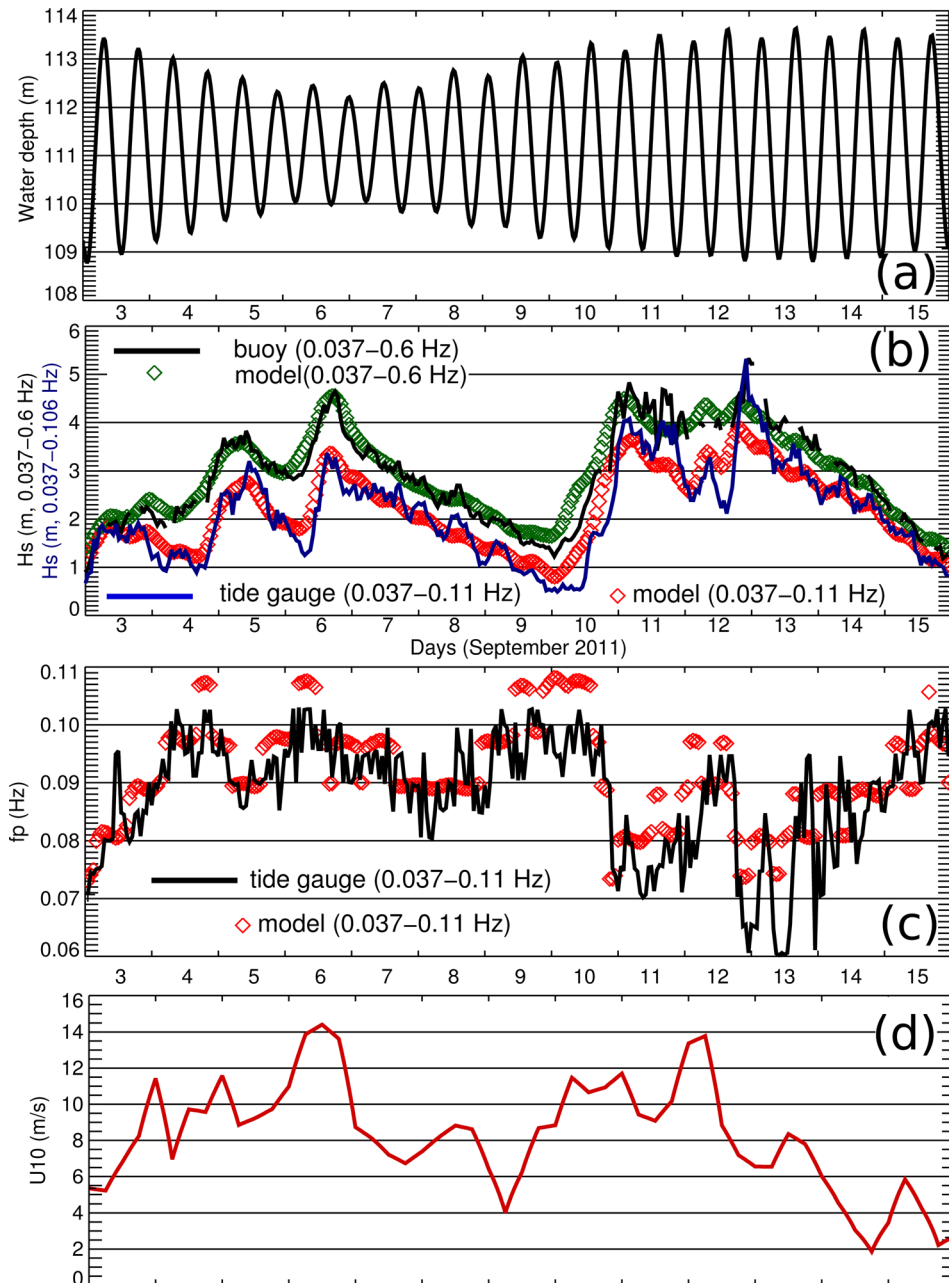 114
113
112
111
110
109
108
Water depth (m)
(a)
3 4 5 6 7 8 9 10 11 12 13 14 15
6
5
4
3
2
1
0
Hs (m, 0.037−0.6 Hz)
Hs (m, 0.037−0.106 Hz)
buoy (0.037−0.6 Hz)
model(0.037−0.6 Hz)
(b)
tide gauge (0.037−0.11 Hz)
model (0.037−0.11 Hz)
3 4 5 6 7 8 9 10 11 12 13 14 15
Days (September 2011)
0.11
0.10
0.09
0.08
0.07
0.06
fp (Hz)
tide gauge (0.037−0.11 Hz)
model (0.037−0.11 Hz)
(c)
3 4 5 6 7 8 9 10 11 12 13 14 15
16
14
12
10
8
6
4
2
0
U10 (m/s)
(d)